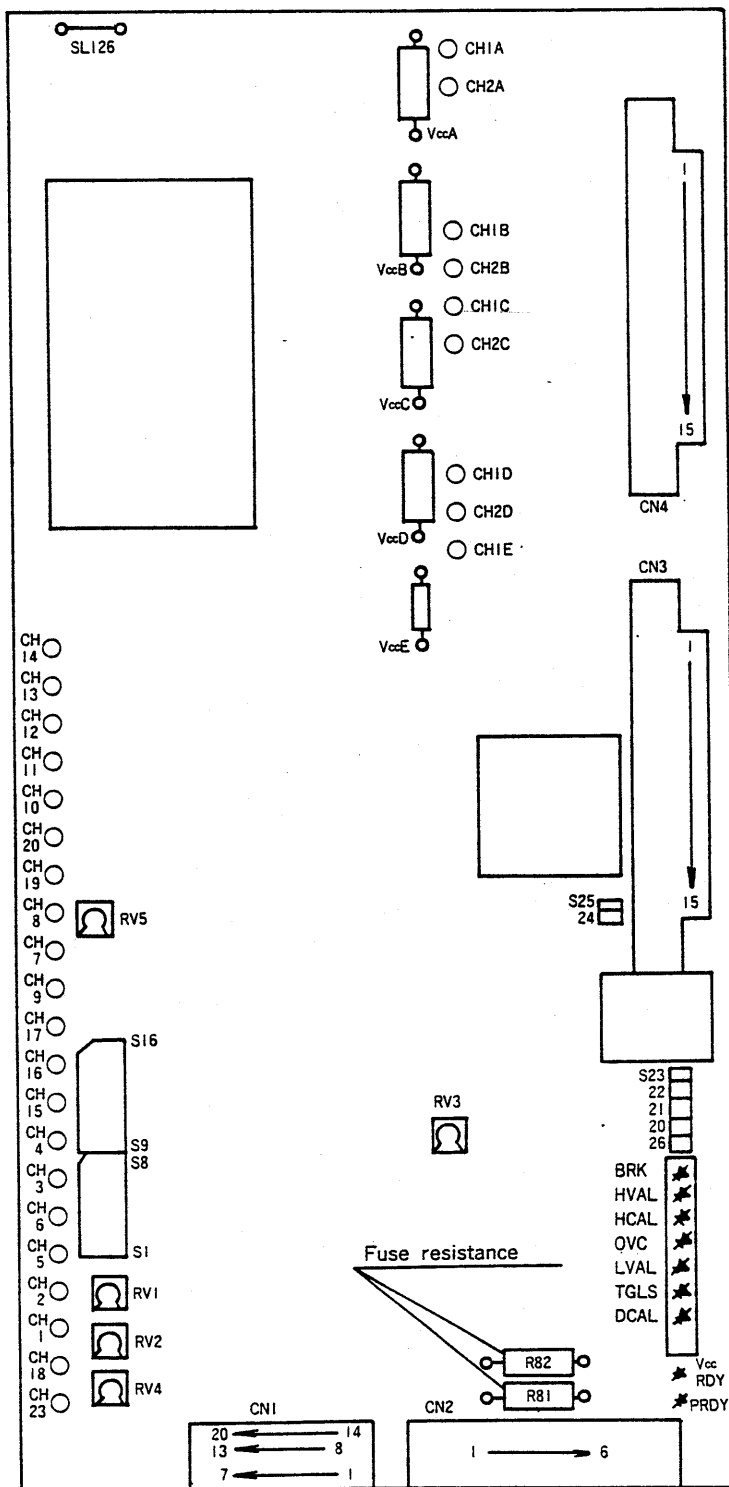 SL126
CH1A
CH2A
VccA
CH1B
VccB
CH2B
CH1C
CH2C
VccC
CH1D
CH2D
VccD
CH1E
VccE
1
15
CN4
CN3
1
15
CH
14
CH
13
CH
12
CH
11
CH
10
CH
20
CH
19
CH
8
RV5
CH
7
CH
9
CH
17
CH
16
CH
15
CH
4
CH
3
CH
6
CH
5
CH
2
CH
1
CH
18
CH
23
S16
S9
S8
S1
RV1
RV2
RV4
RV3
S25
24
S23
22
21
20
26
BRK
HVAL
HCAL
OVC
LVAL
TGLS
DCAL
Vcc
RDY
PRDY
Fuse resistance
R82
R81
CN1
20 14
13 8
7 1
CN2
1 6